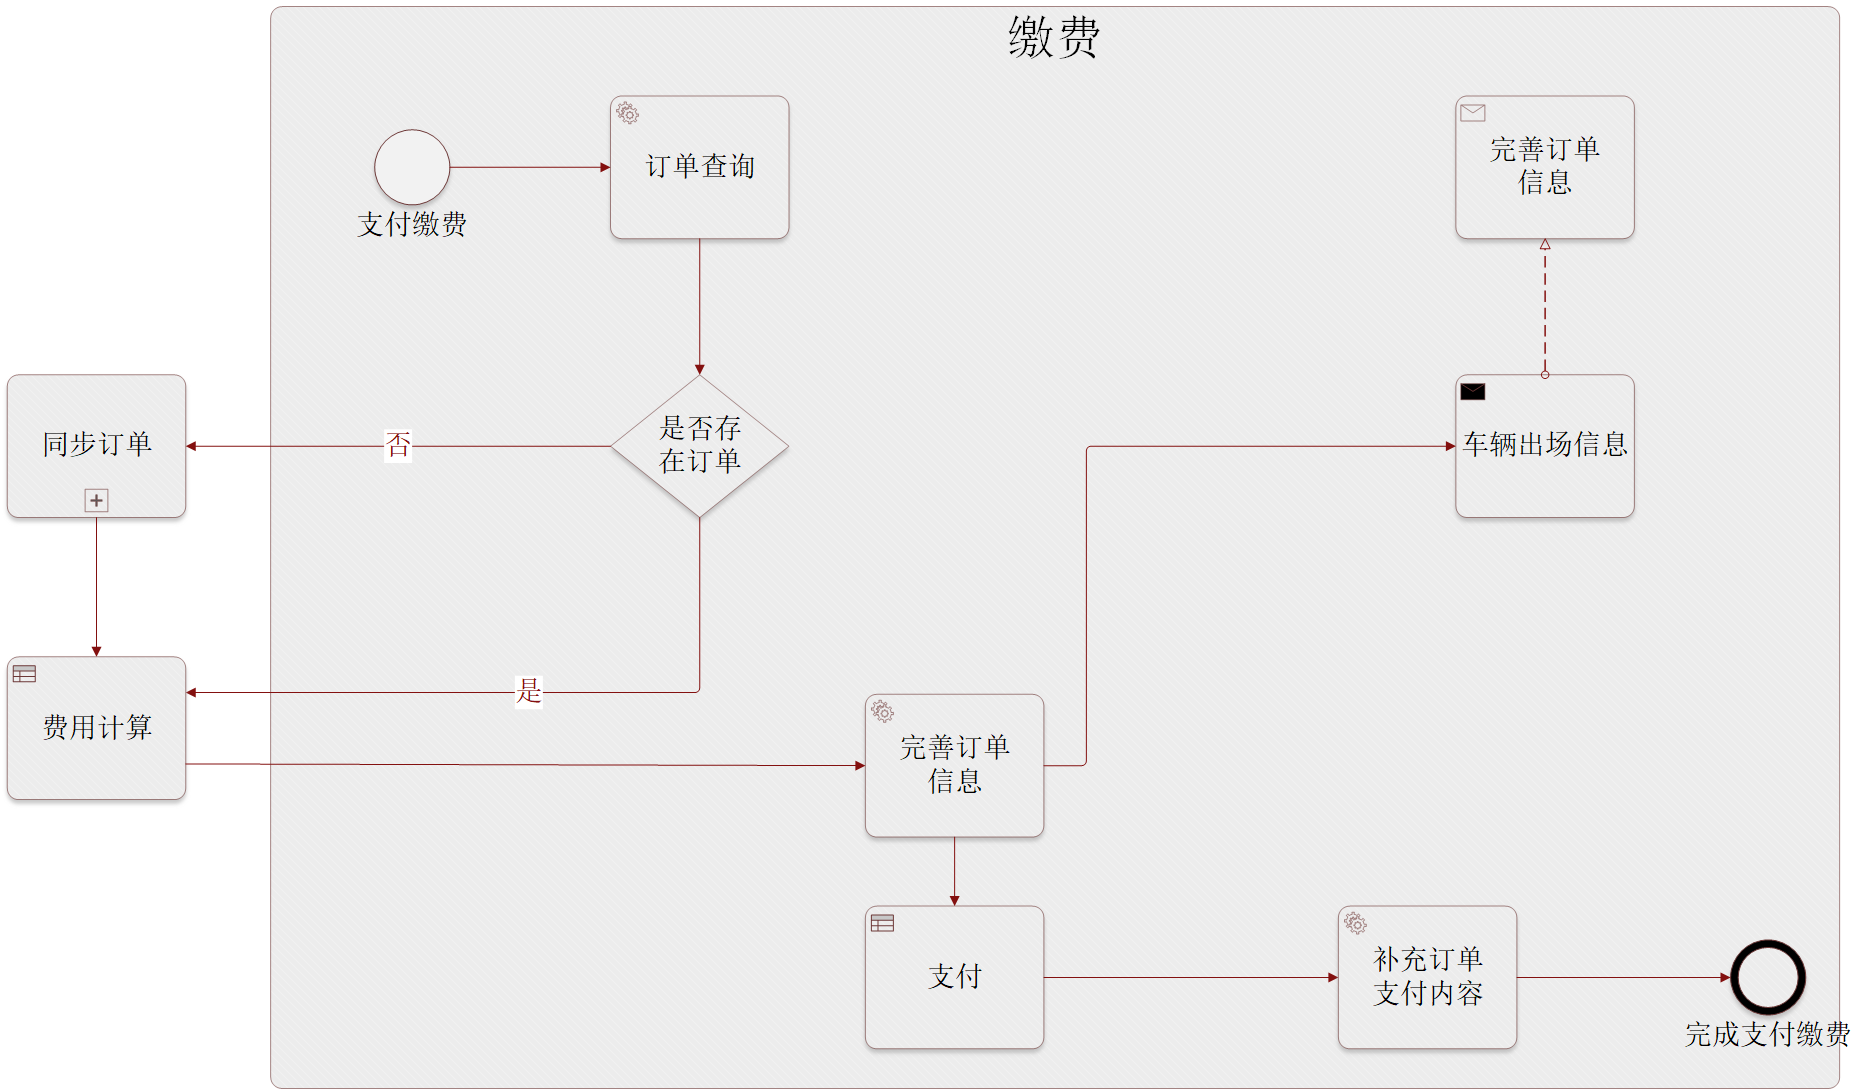 缴费
支付缴费
订单查询
完善订单
信息
是否存
在订单
否
同步订单
车辆出场信息
是
费用计算
完善订单
信息
支付
补充订单
支付内容
完成支付缴费